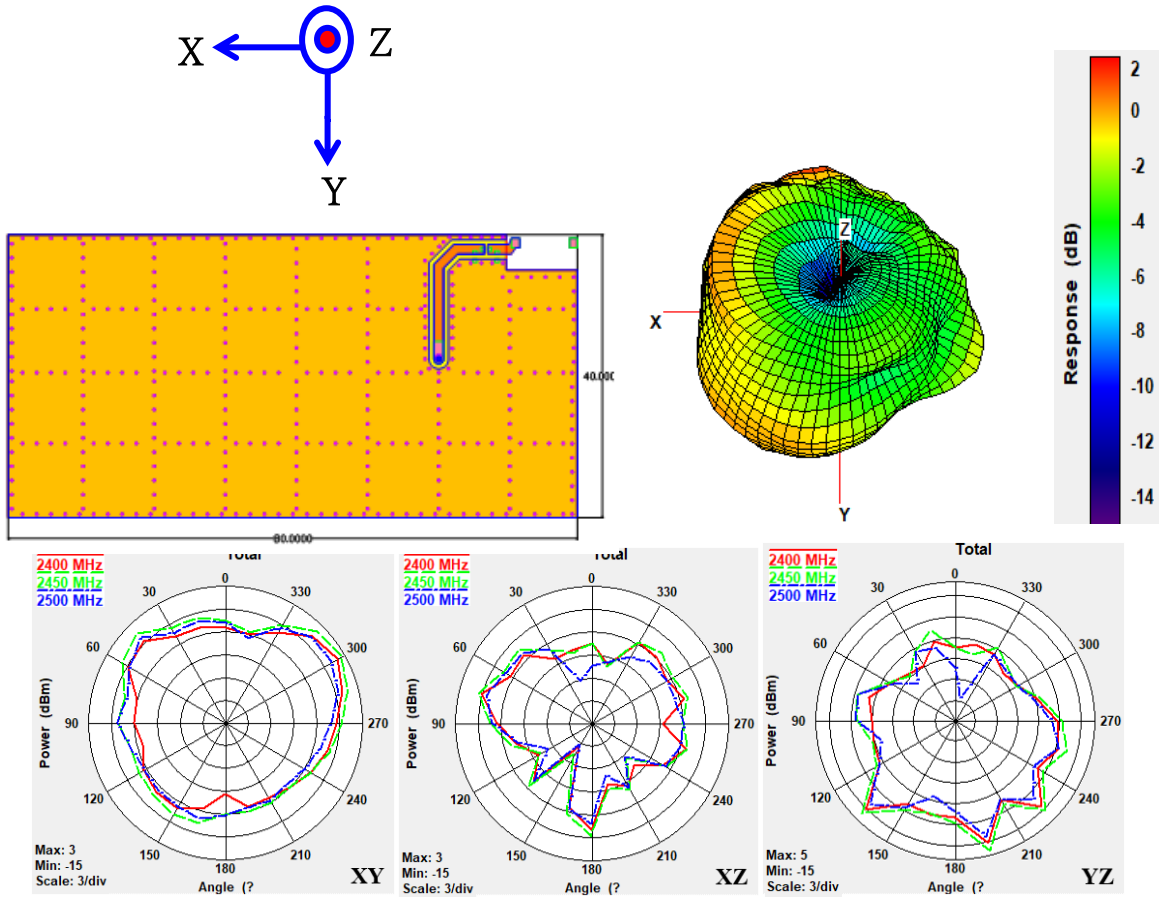 X
Z
Y
40.000
80.0000
Z
X
Y
Response (dB)
2
0
-2
-4
-6
-8
-10
-12
-14
Total
2400 MHz
2450 MHz
2500 MHz
0
30
330
60
300
90
270
120
240
150
210
180
Power (dBm)
Max: 3
Min: -15
Scale: 3/div
Angle (?
XY
Total
2400 MHz
2450 MHz
2500 MHz
0
30
330
60
300
90
270
120
240
150
210
180
Power (dBm)
Max: 3
Min: -15
Scale: 3/div
Angle (?
XZ
Total
2400 MHz
2450 MHz
2500 MHz
0
30
330
60
300
90
270
120
240
150
210
180
Power (dBm)
Max: 5
Min: -15
Scale: 3/div
Angle (?
YZ